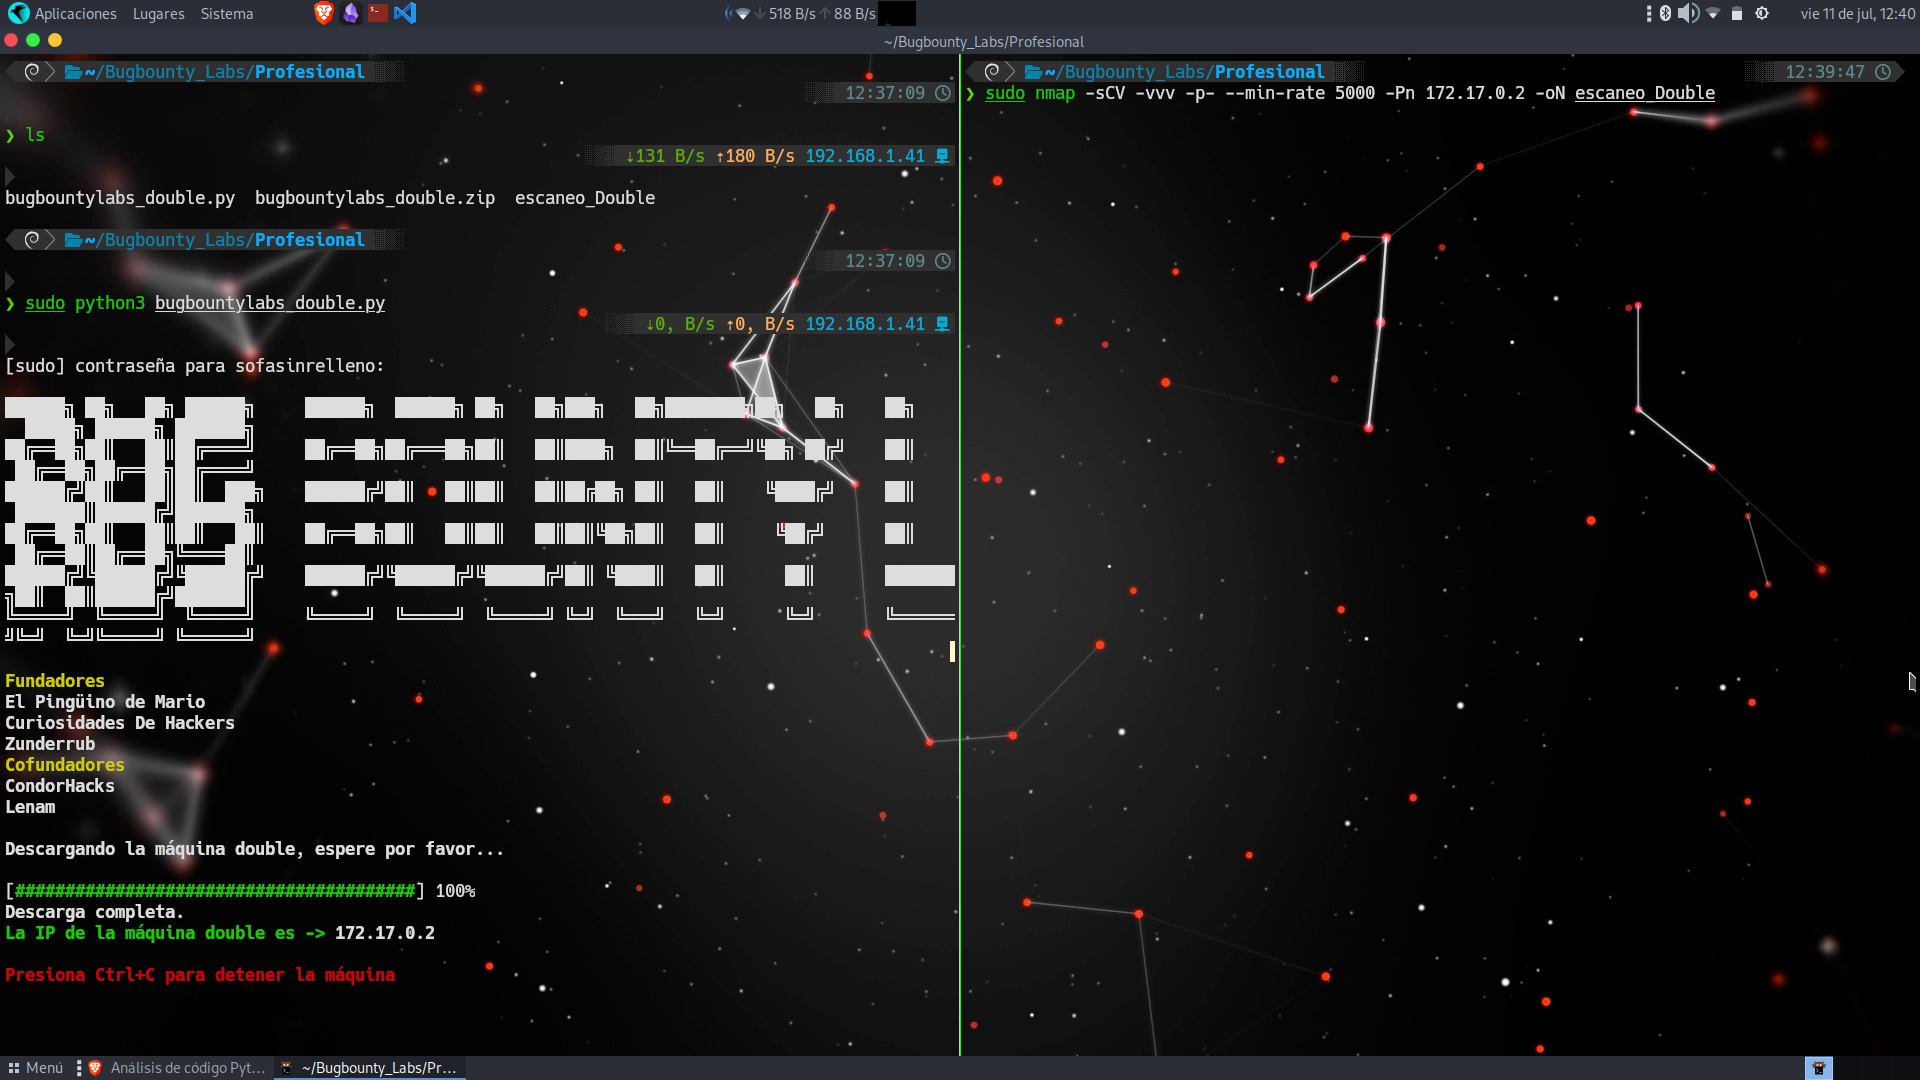 Aplicaciones Lugares Sistema
518 B/s 88 B/s
vie 11 de jul, 12:40
~/Bugbounty_Labs/Profesional
~/Bugbounty_Labs/Profesional
12:37:09
❯ ls
↓131 B/s ↑180 B/s 192.168.1.41
bugbountylabs_double.py bugbountylabs_double.zip escaneo_Double
~/Bugbounty_Labs/Profesional
12:37:09
❯ sudo python3 bugbountylabs_double.py
↓0, B/s ↑0, B/s 192.168.1.41
[sudo] contraseña para sofasinrelleno:
Fundadores
El Pingüino de Mario
Curiosidades De Hackers
Zunderrub
Cofundadores
CondorHacks
Lenam
Descargando la máquina double, espere por favor...
[########################################] 100%
Descarga completa.
La IP de la máquina double es -> 172.17.0.2
Presiona Ctrl+C para detener la máquina
~/Bugbounty_Labs/Profesional
12:39:47
❯ sudo nmap -sCV -vvv -p- --min-rate 5000 -Pn 172.17.0.2 -oN escaneo_Double
Menú
Análisis de código Pyt...
~/Bugbounty_Labs/Pr...